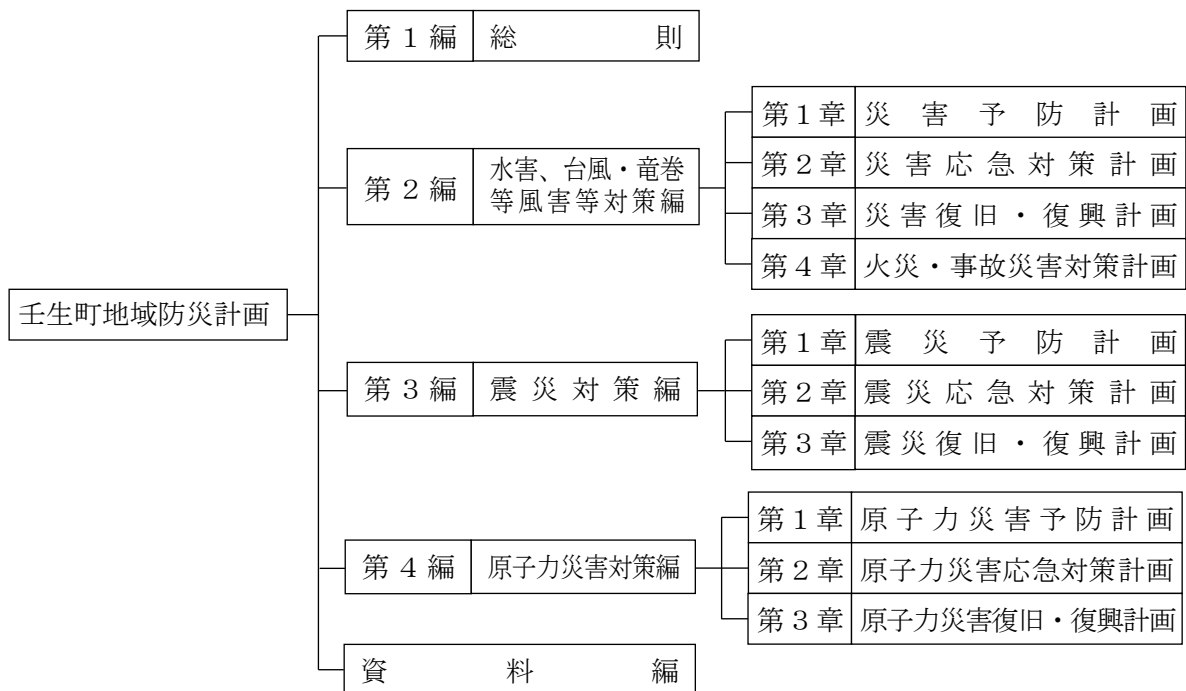 壬生町地域防災計画
第１編 総則
第２編 水害、台風・竜巻
等風害等対策編
第１章 災害予防計画
第２章 災害応急対策計画
第３章 災害復旧・復興計画
第４章 火災・事故災害対策計画
第３編 震災対策編
第１章 震災予防計画
第２章 震災応急対策計画
第３章 震災復旧・復興計画
第４編 原子力災害対策編
第１章 原子力災害予防計画
第２章 原子力災害応急対策計画
第３章 原子力災害復旧・復興計画
資料編